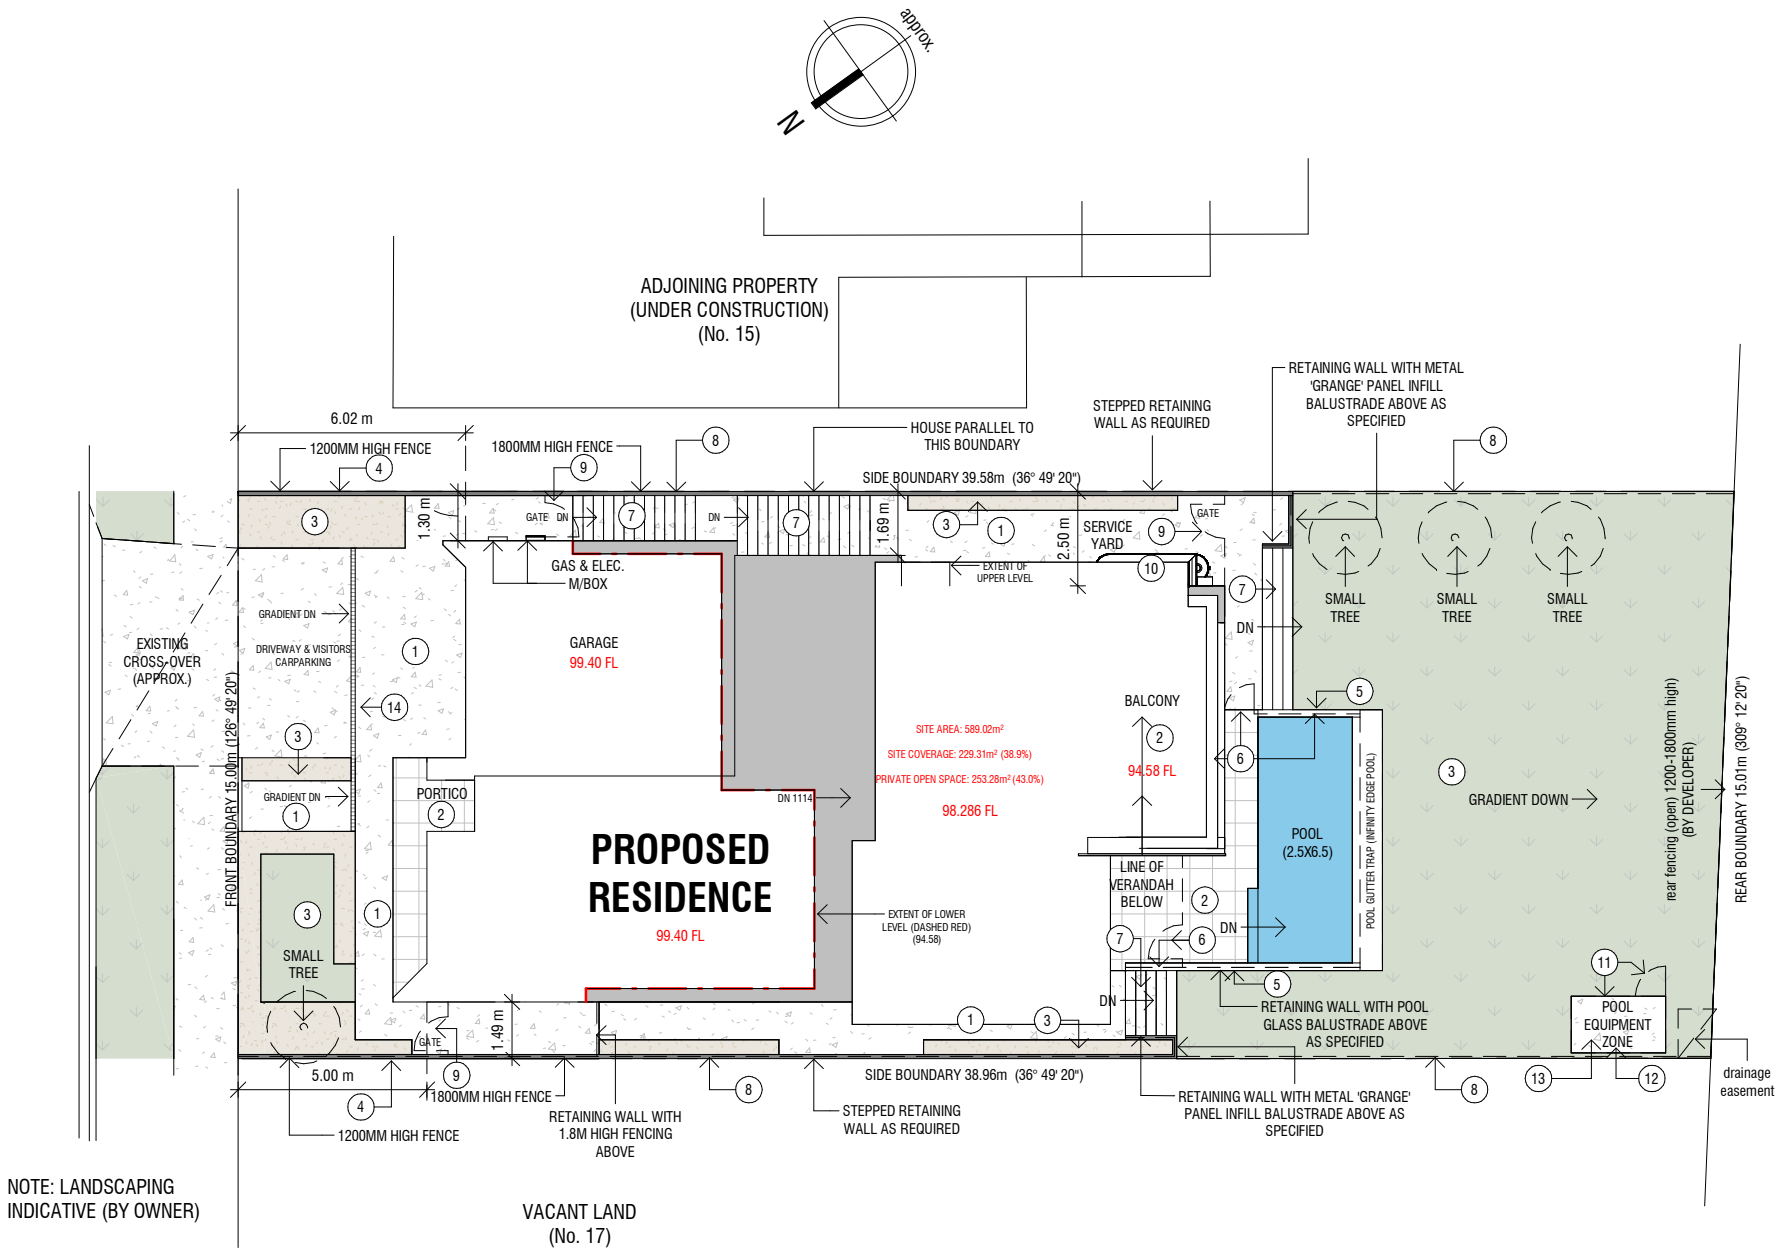 approx.
N
ADJOINING PROPERTY
(UNDER CONSTRUCTION)
(No. 15)
6.02 m
1200MM HIGH FENCE
4
1800MM HIGH FENCE
9
8
HOUSE PARALLEL TO
THIS BOUNDARY
STEPPED RETAINING
WALL AS REQUIRED
RETAINING WALL WITH METAL
'GRANGE' PANEL INFILL
BALUSTRADE ABOVE AS
SPECIFIED
8
SIDE BOUNDARY 39.58m (36° 49' 20")
3
1.30 m
GATE
DN
7
DN
7
1.69 m
3
1
2.50 m
SERVICE
YARD
9
GATE
GAS & ELEC.
M/BOX
EXTENT OF
UPPER LEVEL
10
7
DN
SMALL
TREE
SMALL
TREE
SMALL
TREE
GRADIENT DN
DRIVEWAY & VISITORS
CARPARKING
EXISTING
CROSS-OVER
(APPROX.)
1
14
GARAGE
99.40 FL
FRONT BOUNDARY 15.00m (126° 49' 20")
3
GRADIENT DN
1
PORTICO
2
SITE AREA: 589.02m²
SITE COVERAGE: 229.31m² (38.9%)
PRIVATE OPEN SPACE: 253.28m² (43.0%)
98.286 FL
DN 1114
BALCONY
2
94.58 FL
5
6
POOL
(2.5X6.5)
POOL GUTTER TRAP (INFINITY EDGE POOL)
3
GRADIENT DOWN
rear fencing (open) 1200-1800mm high)
(BY DEVELOPER)
REAR BOUNDARY 15.01m (309° 12' 20")
PROPOSED
RESIDENCE
99.40 FL
LINE OF
VERANDAH
BELOW
2
DN
EXTENT OF LOWER
LEVEL (DASHED RED)
(94.58)
3
1
SMALL
TREE
7
6
5
DN
RETAINING WALL WITH POOL
GLASS BALUSTRADE ABOVE
AS SPECIFIED
11
POOL
EQUIPMENT
ZONE
GATE
1.49 m
1
3
5.00 m
9
4
1800MM HIGH FENCE
1200MM HIGH FENCE
RETAINING WALL WITH
1.8M HIGH FENCING
ABOVE
8
SIDE BOUNDARY 38.96m (36° 49' 20")
STEPPED RETAINING
WALL AS REQUIRED
RETAINING WALL WITH METAL 'GRANGE'
PANEL INFILL BALUSTRADE ABOVE AS
SPECIFIED
8
13
12
drainage
easement
NOTE: LANDSCAPING
INDICATIVE (BY OWNER)
VACANT LAND
(No. 17)